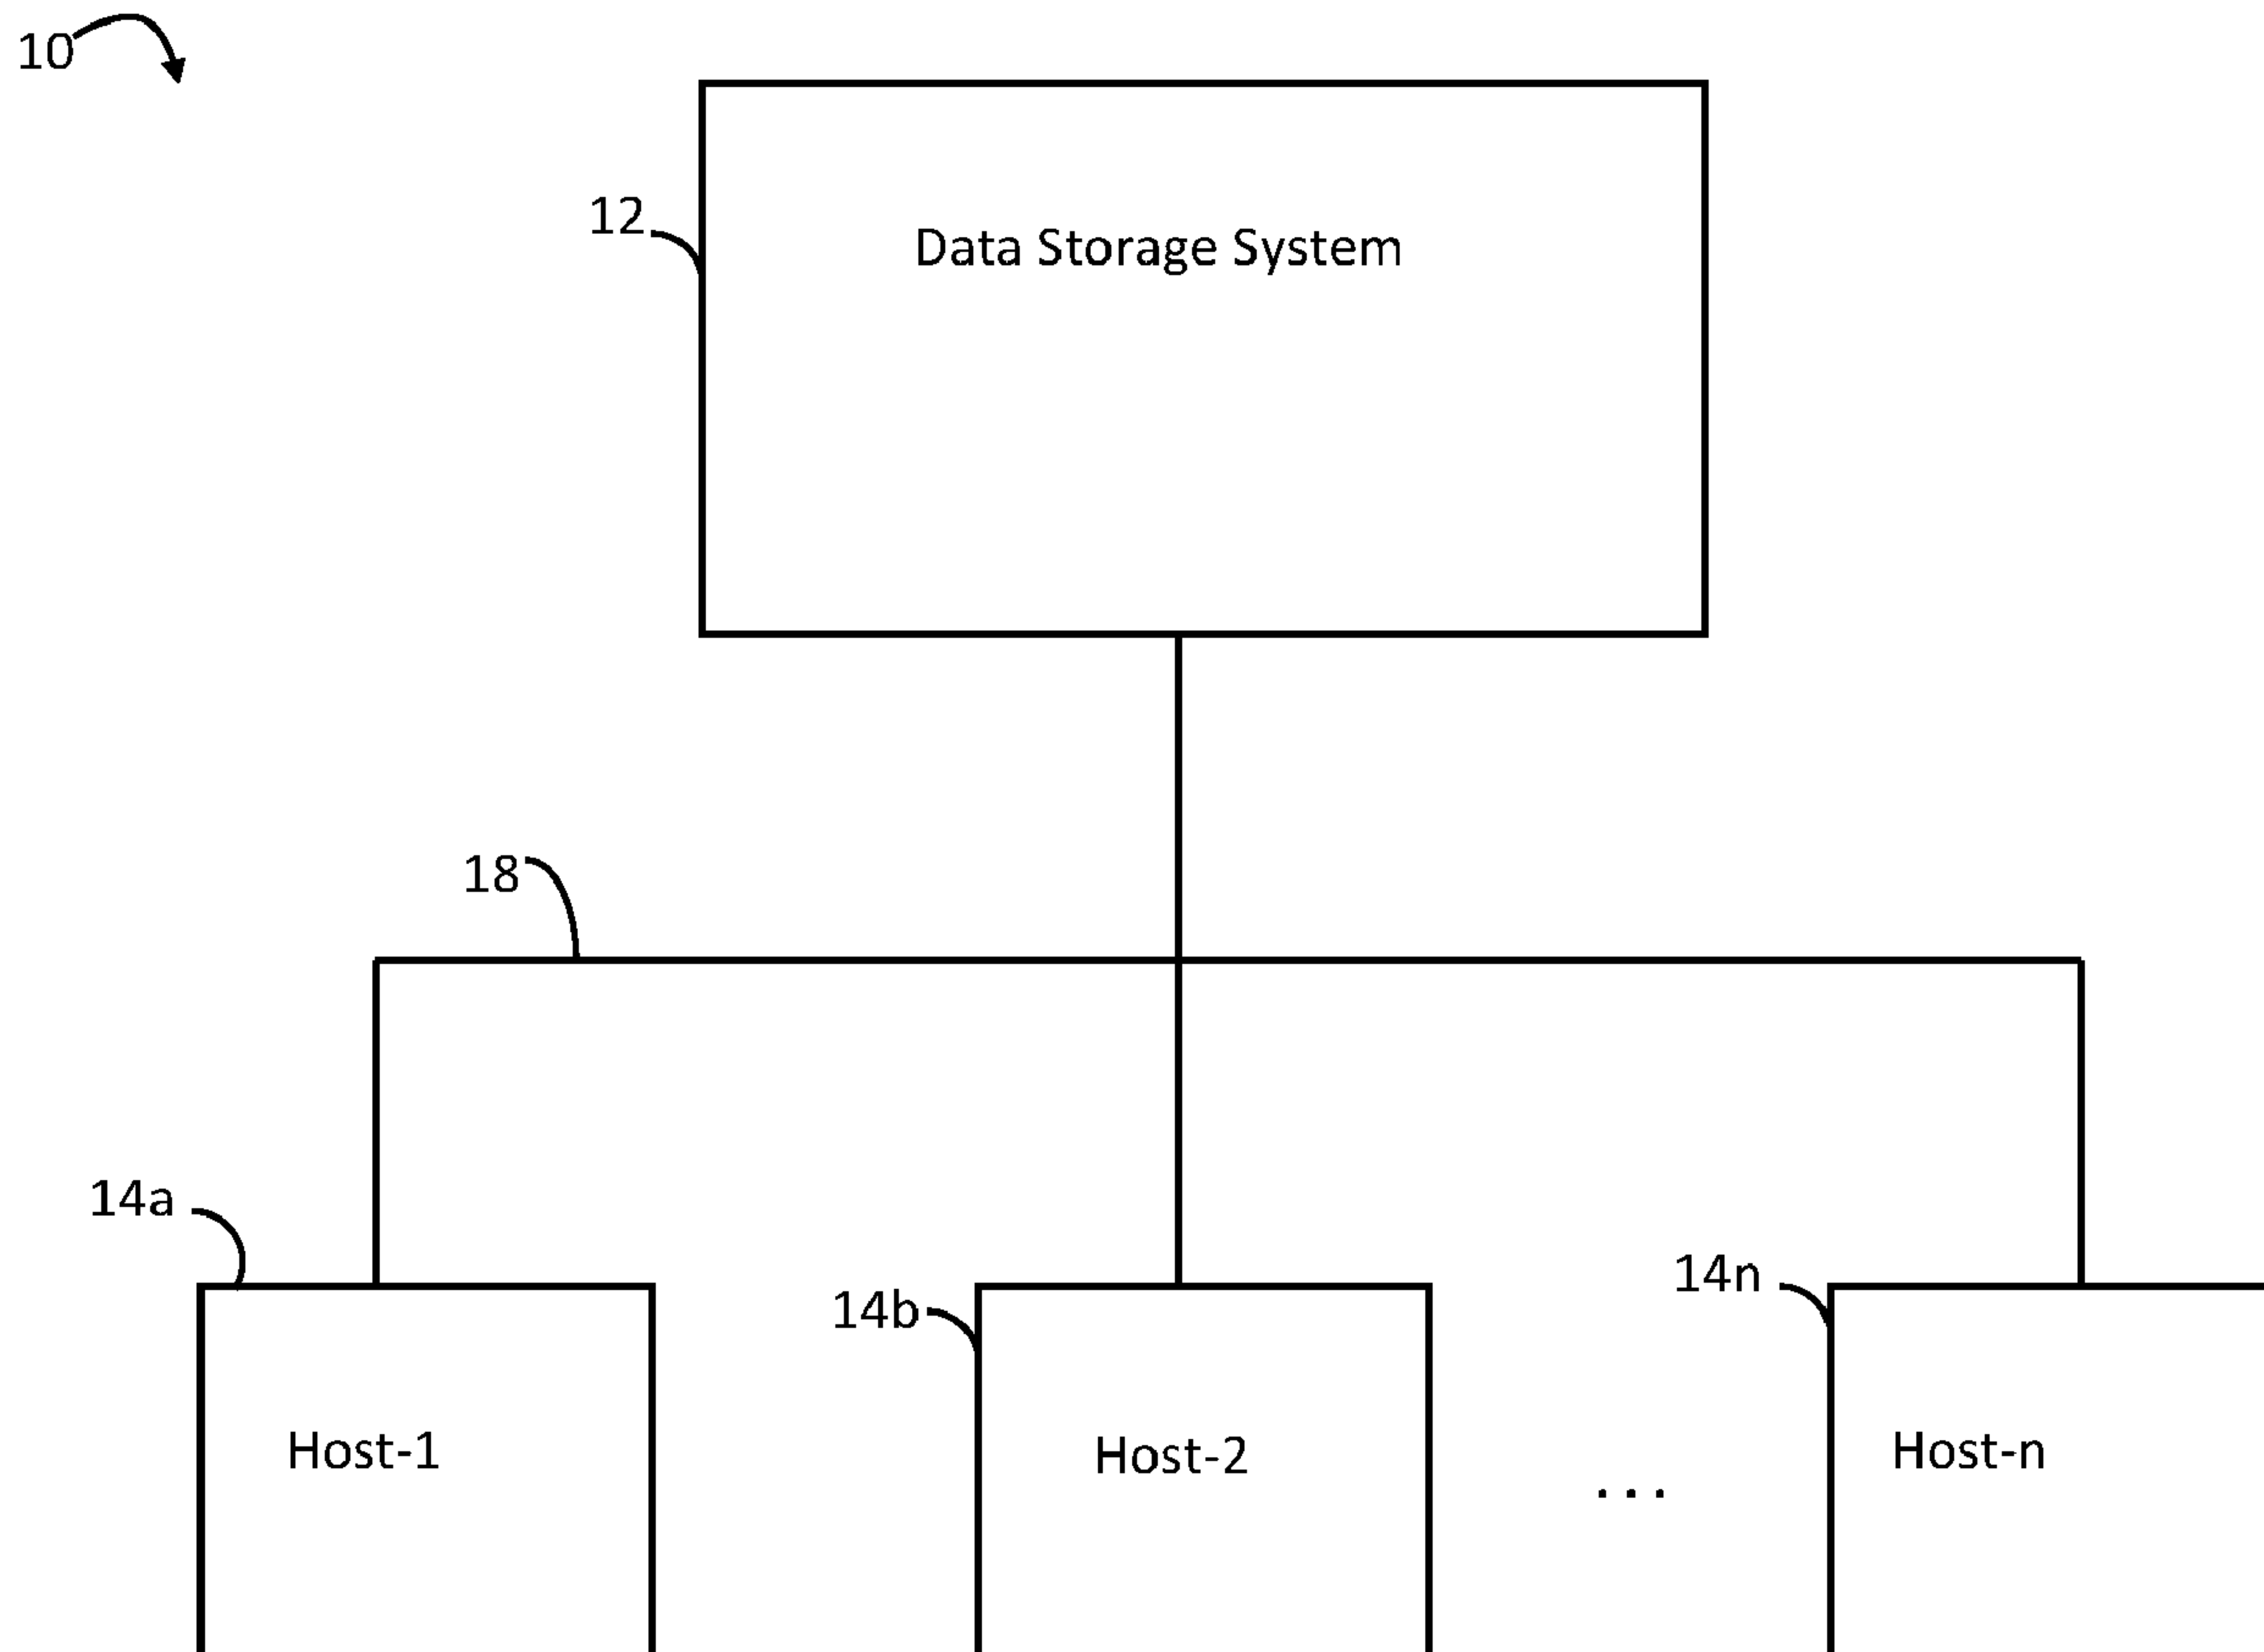 10
12
Data Storage System
18
14a
14b
14n
Host-1
Host-2
...
Host-n